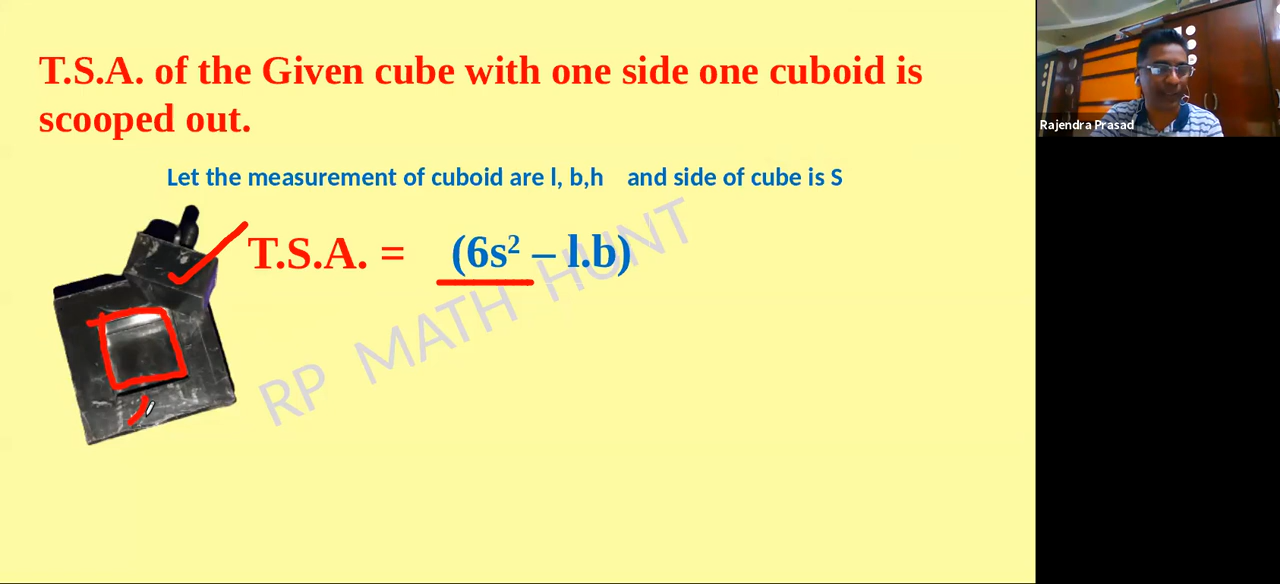 T.S.A. of the Given cube with one side one cuboid is
scooped out.
Let the measurement of cuboid are l, b,h and side of cube is S
T.S.A. = (6s² – l.b)
RP MATH HUNT
Rajendra Prasad